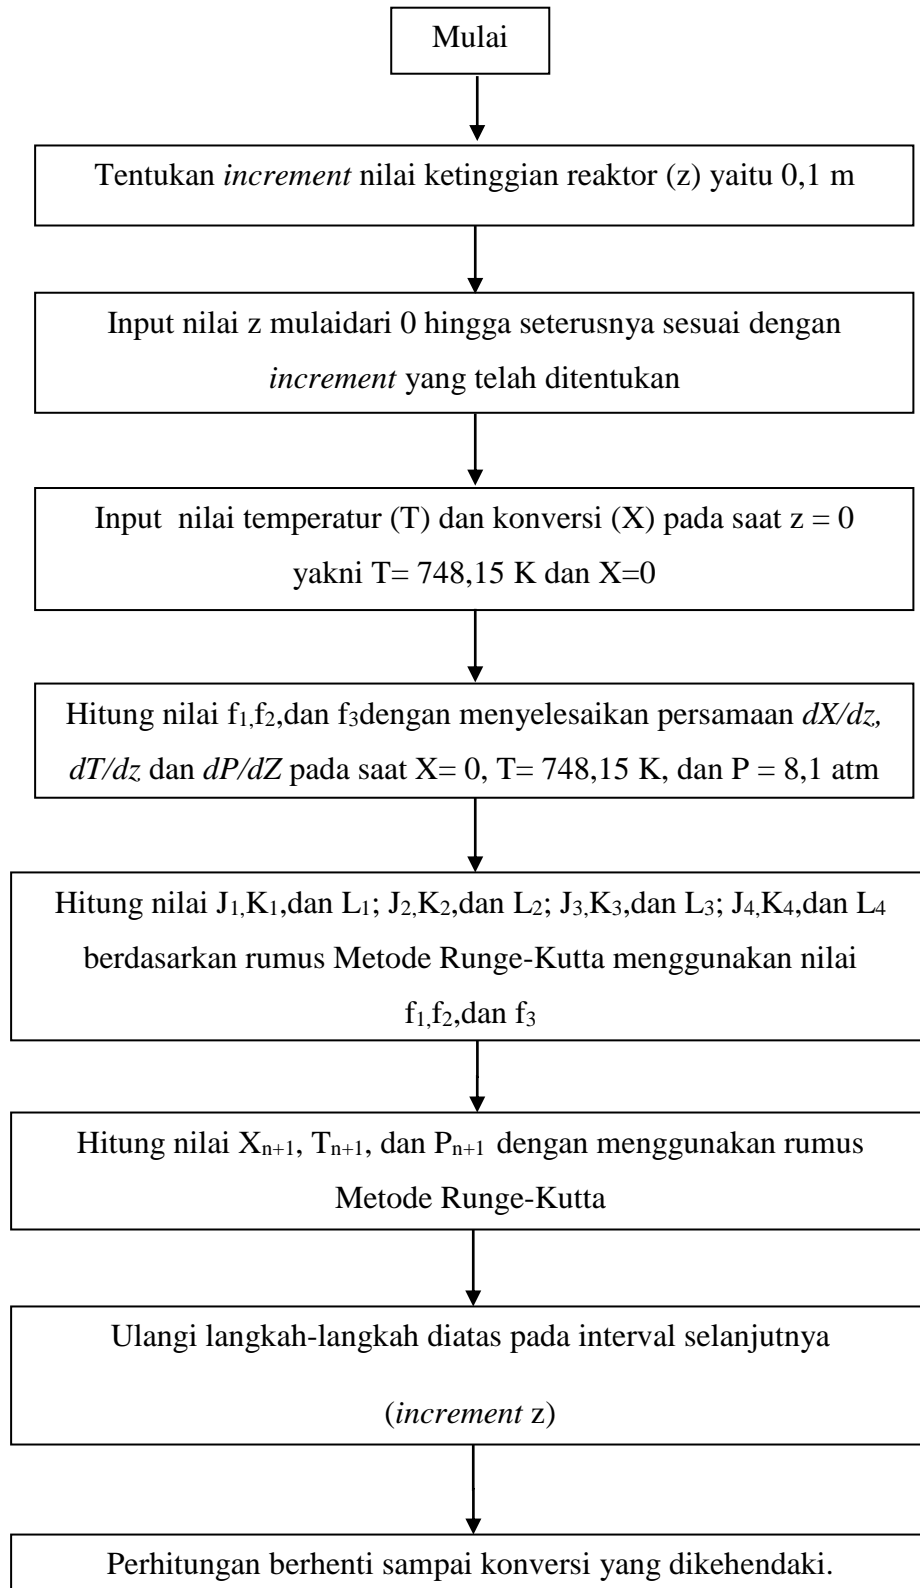 Mulai
Tentukan increment nilai ketinggian reaktor (z) yaitu 0,1 m
Input nilai z mulaidari 0 hingga seterusnya sesuai dengan
increment yang telah ditentukan
Input nilai temperatur (T) dan konversi (X) pada saat z = 0
yakni T= 748,15 K dan X=0
Hitung nilai f₁,f₂,dan f₃dengan menyelesaikan persamaan dX/dz,
dT/dz dan dP/dZ pada saat X= 0, T= 748,15 K, dan P = 8,1 atm
Hitung nilai J₁,K₁,dan L₁; J₂,K₂,dan L₂; J₃,K₃,dan L₃; J₄,K₄,dan L₄
berdasarkan rumus Metode Runge-Kutta menggunakan nilai
f₁,f₂,dan f₃
Hitung nilai Xₙ₊₁, Tₙ₊₁, dan Pₙ₊₁ dengan menggunakan rumus
Metode Runge-Kutta
Ulangi langkah-langkah diatas pada interval selanjutnya
(increment z)
Perhitungan berhenti sampai konversi yang dikehendaki.